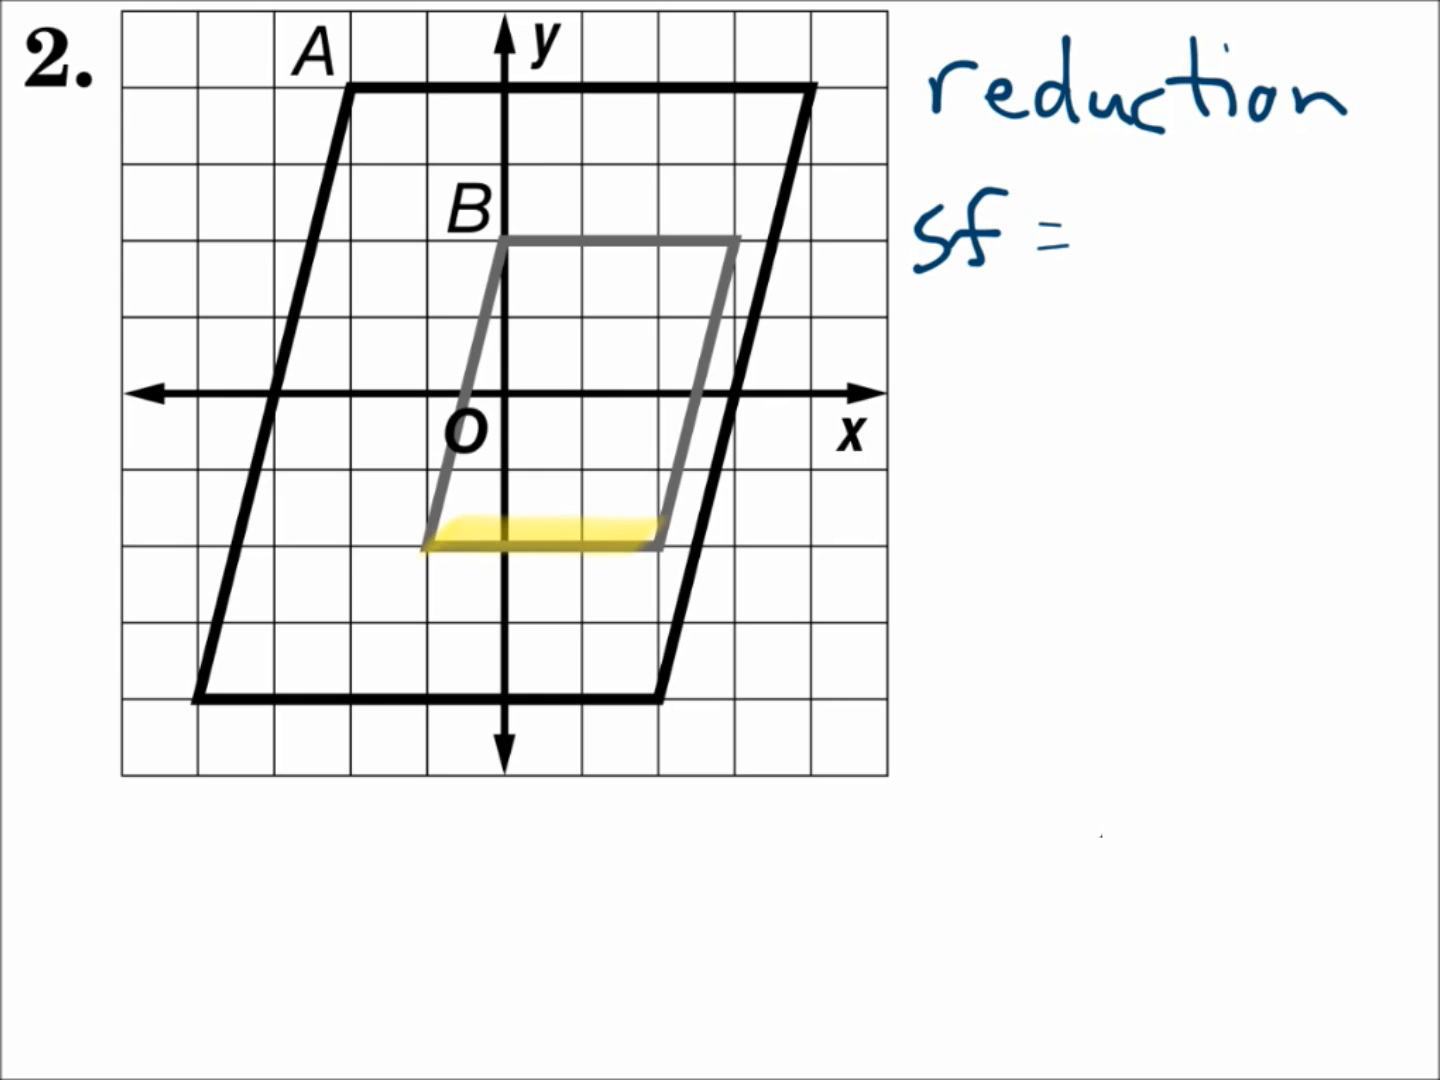 2.
A
y
reduction
B
sf =
O
x